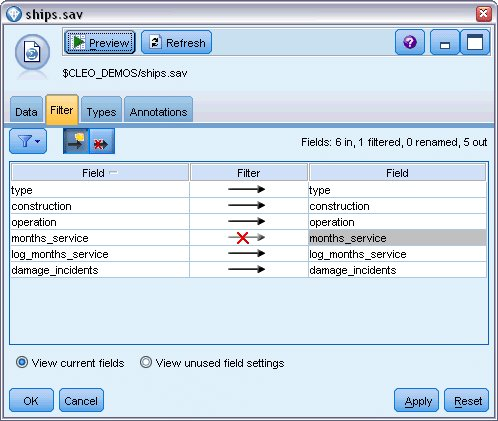 ships.sav
Preview Refresh
$CLEO_DEMOS/ships.sav
Data Filter Types Annotations
Fields: 6 in, 1 filtered, 0 renamed, 5 out
Field Filter Field
type type
construction construction
operation operation
months_service months_service
log_months_service log_months_service
damage_incidents damage_incidents
View current fields View unused field settings
OK Cancel Apply Reset